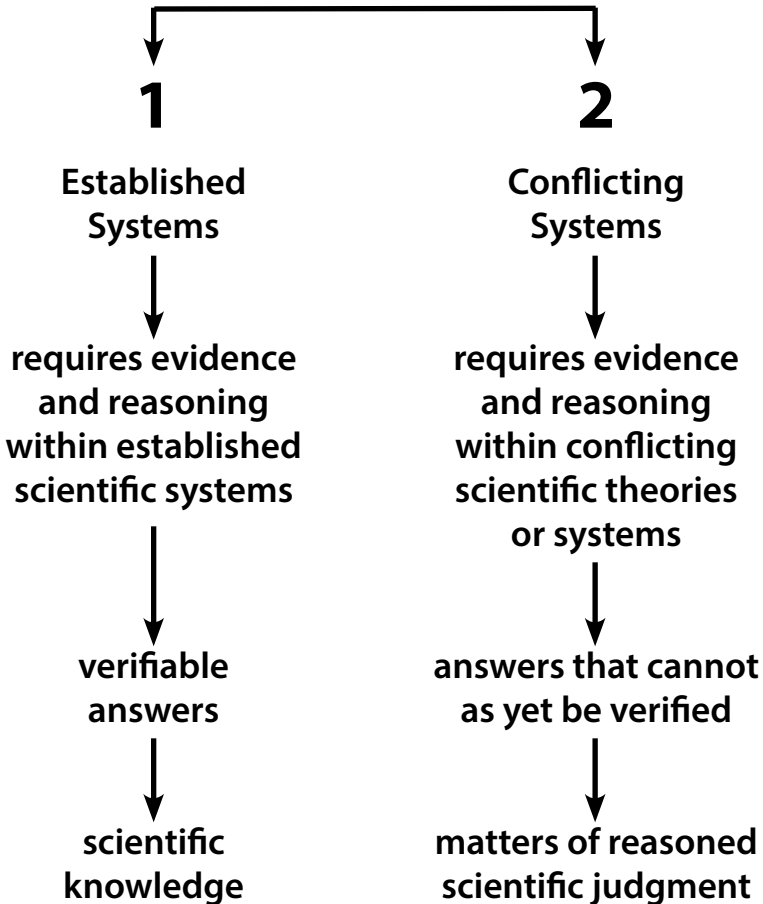 1
Established
Systems
requires evidence
and reasoning
within established
scientific systems
verifiable
answers
scientific
knowledge
2
Conflicting
Systems
requires evidence
and reasoning
within conflicting
scientific theories
or systems
answers that cannot
as yet be verified
matters of reasoned
scientific judgment